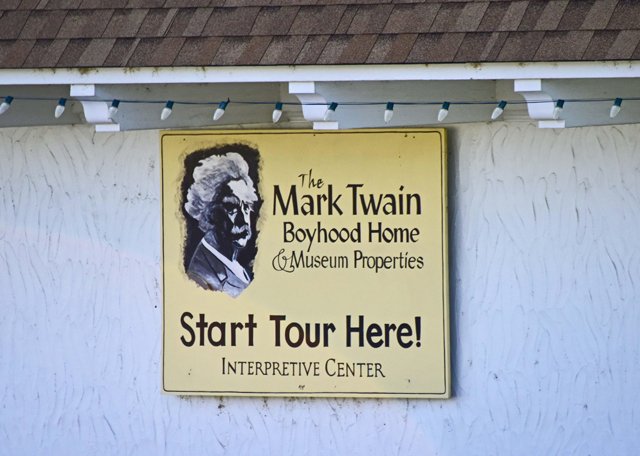 The
Mark Twain
Boyhood Home
& Museum Properties
Start Tour Here!
Interpretive Center